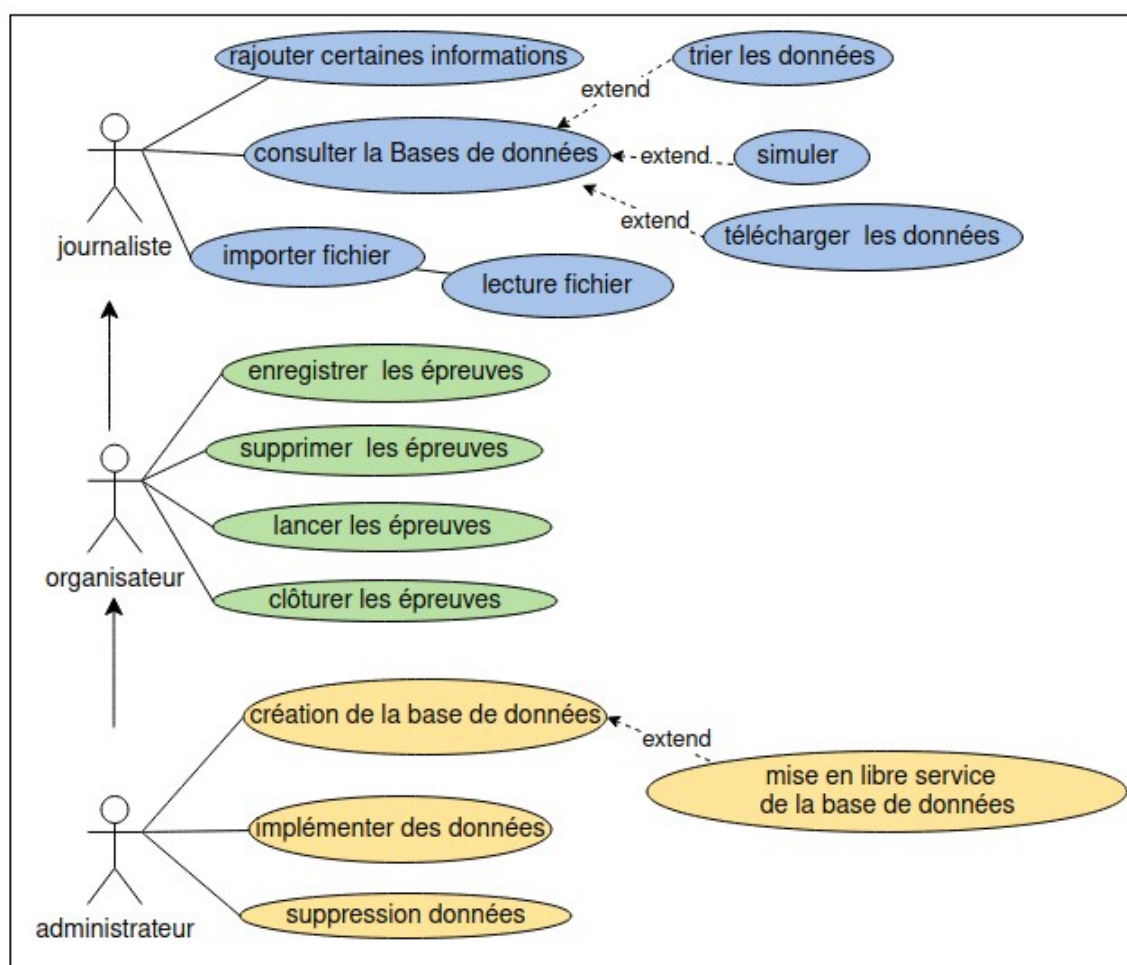 rajouter certaines informations
trier les données
extend
consulter la Bases de données
extend
simuler
journaliste
importer fichier
extend
télécharger les données
lecture fichier
enregistrer les épreuves
supprimer les épreuves
lancer les épreuves
organisateur
clôturer les épreuves
création de la base de données
extend
mise en libre service
de la base de données
implémenter des données
suppression données
administrateur